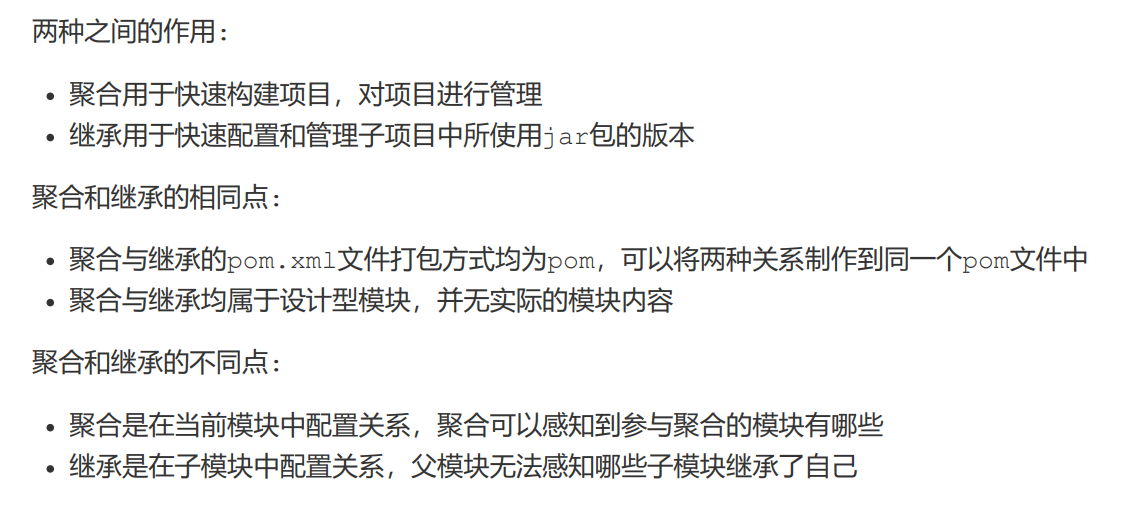 两种之间的作用：
聚合用于快速构建项目，对项目进行管理
继承用于快速配置和管理子项目中所使用jar包的版本
聚合和继承的相同点：
聚合与继承的pom.xml文件打包方式均为pom，可以将两种关系制作到同一个pom文件中
聚合与继承均属于设计型模块，并无实际的模块内容
聚合和继承的不同点：
聚合是在当前模块中配置关系，聚合可以感知到参与聚合的模块有哪些
继承是在子模块中配置关系，父模块无法感知哪些子模块继承了自己